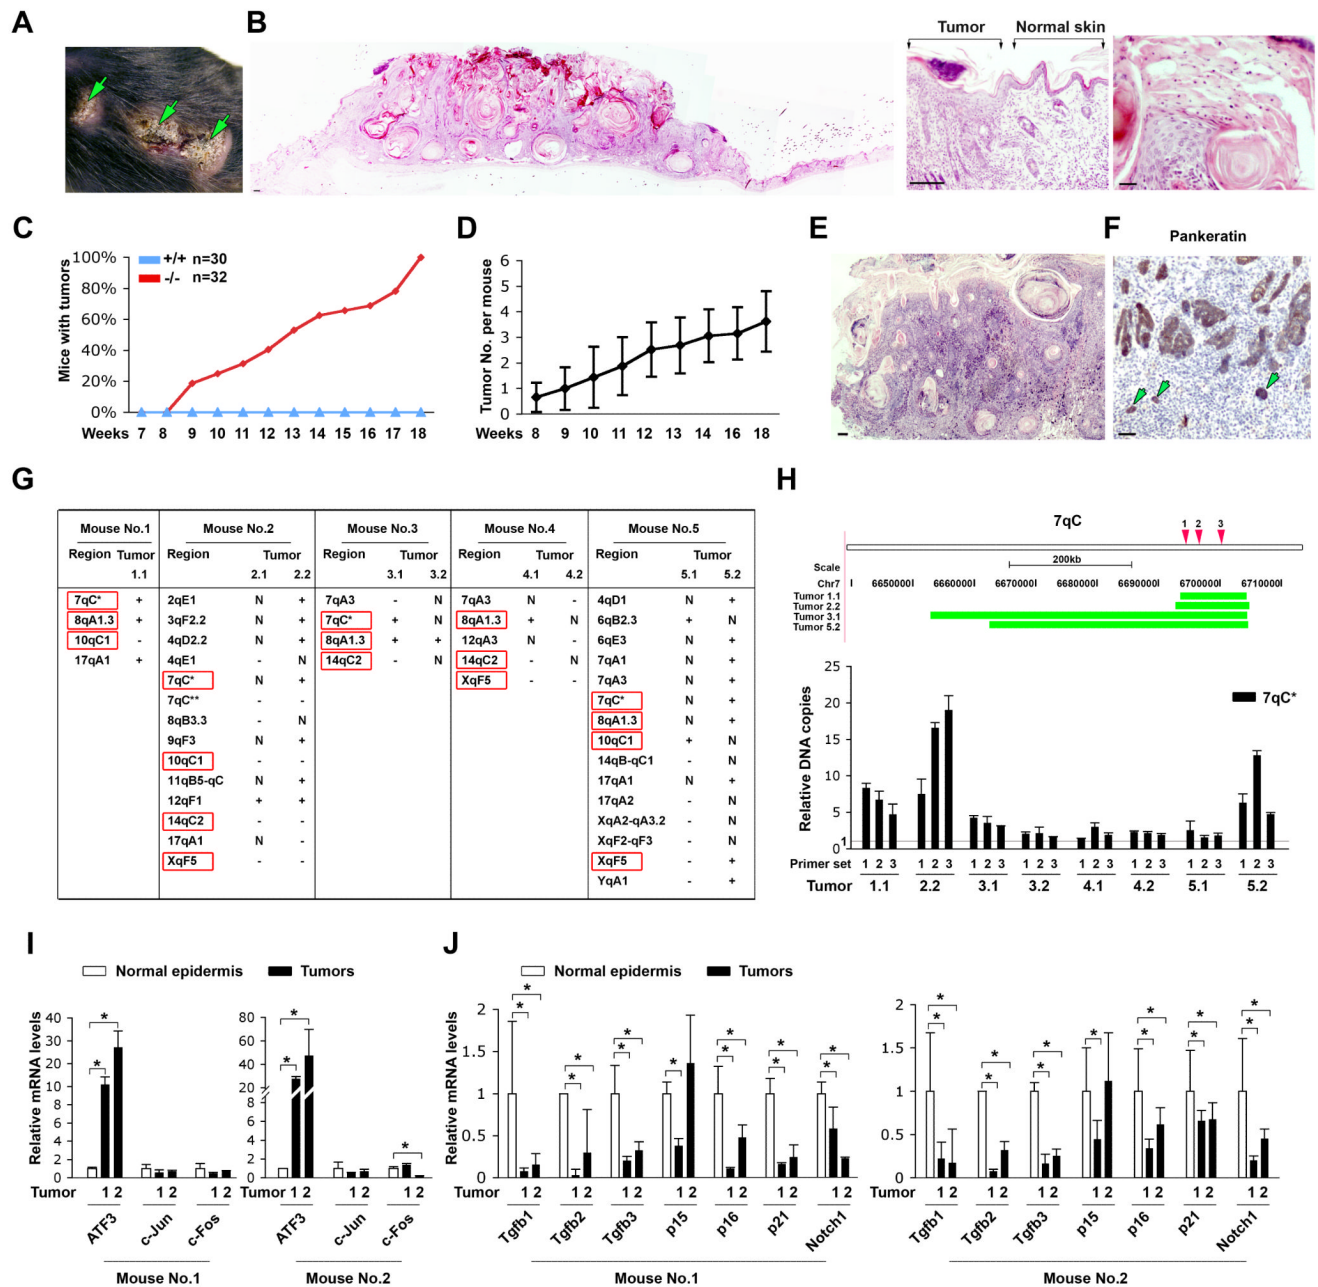 A
B
Tumor Normal skin
C
Mice with tumors
100%
80%
60%
40%
20%
0%
+/+ n=30
-/- n=32
Weeks 7 8 9 10 11 12 13 14 15 16 17 18
D
Tumor No. per mouse
6
5
4
3
2
1
0
Weeks 8 9 10 11 12 13 14 16 18
E
F
Pankeratin
G
Mouse No.1 Mouse No.2 Mouse No.3 Mouse No.4 Mouse No.5
Region Tumor Region Tumor Region Tumor Region Tumor Region Tumor
1.1 2.1 2.2 3.1 3.2 4.1 4.2 5.1 5.2
7qC* + 2qE1 N + 7qA3 - N 7qA3 N - 4qD1 N +
8qA1.3 + 3qF2.2 N + 7qC* + N 8qA1.3 + N 6qB2.3 + N
10qC1 - 4qD2.2 N + 8qA1.3 + + 12qA3 N - 6qE3 N +
17qA1 + 4qE1 - N 14qC2 - N 14qC2 - N 7qA1 N +
7qC* N + XqF5 - - 7qA3 N +
7qC** - - 7qC* N +
8qB3.3 - N 8qA1.3 N +
9qF3 N + 10qC1 + N
10qC1 - - 14qB-qC1 - N
11qB5-qC N + 17qA1 N +
12qF1 + + 17qA2 - N
14qC2 - - XqA2-qA3.2 - N
17qA1 N - XqF2-qF3 - N
XqF5 - - XqF5 - +
YqA1 - +
H
7qC
1 2 3
Scale 200kb
Chr7 66500000 66600000 66700000 66800000 66900000 67000000 67100000
Tumor 1.1
Tumor 2.2
Tumor 3.1
Tumor 5.2
Relative DNA copies
25
20
15
10
5
1
7qC*
Primer set 1 2 3 1 2 3 1 2 3 1 2 3 1 2 3 1 2 3 1 2 3 1 2 3
Tumor 1.1 2.2 3.1 3.2 4.1 4.2 5.1 5.2
I
Normal epidermis Tumors
Relative mRNA levels
40
30
20
10
8
6
4
2
0
* *
Tumor 1 2 1 2 1 2
ATF3 c-Jun c-Fos
Mouse No.1
80
60
40
20
8
6
4
2
0
* * *
Tumor 1 2 1 2 1 2
ATF3 c-Jun c-Fos
Mouse No.2
J
Normal epidermis Tumors
Relative mRNA levels
2
1.5
1
0.5
0
* * * * * * * * * * * * *
Tumor 1 2 1 2 1 2 1 2 1 2 1 2 1 2
Tgfb1 Tgfb2 Tgfb3 p15 p16 p21 Notch1
Mouse No.1
2
1.5
1
0.5
0
* * * * * * * * * * * * *
1 2 1 2 1 2 1 2 1 2 1 2 1 2
Tgfb1 Tgfb2 Tgfb3 p15 p16 p21 Notch1
Mouse No.2